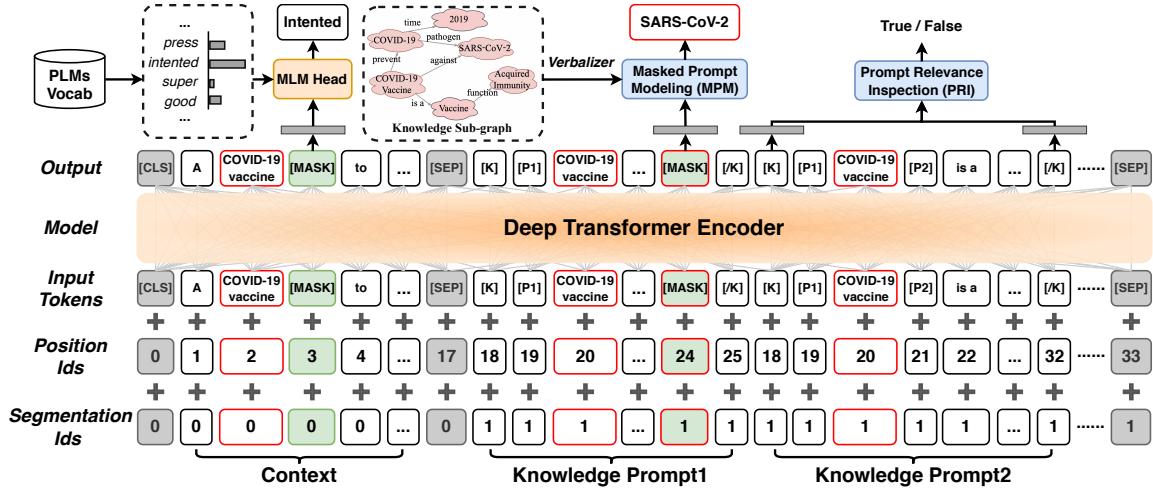 PLMs
Vocab
...
press
intented
super
good
...
Intented
MLM Head
2019
time
COVID-19
pathogen
SARS-CoV-2
prevent
against
COVID-19
Vaccine
Acquired
Immunity
function
is a
Vaccine
Knowledge Sub-graph
Verbalizer
SARS-CoV-2
Masked Prompt
Modeling (MPM)
True / False
Prompt Relevance
Inspection (PRI)
Output
[CLS] A COVID-19 vaccine [MASK] to ... [SEP] [K] [P1] COVID-19 vaccine ... [MASK] [/K] [K] [P1] COVID-19 vaccine [P2] is a ... [/K] ...... [SEP]
Model
Deep Transformer Encoder
Input
Tokens
[CLS] A COVID-19 vaccine [MASK] to ... [SEP] [K] [P1] COVID-19 vaccine ... [MASK] [/K] [K] [P1] COVID-19 vaccine [P2] is a ... [/K] ...... [SEP]
+ + + + + + + + + + + + + + + + + + + + +
Position
Ids
0 1 2 3 4 ... 17 18 19 20 ... 24 25 18 19 20 21 22 ... 32 ...... 33
+ + + + + + + + + + + + + + + + + + + + +
Segmentation
Ids
0 0 0 0 0 ... 0 1 1 1 ... 1 1 1 1 1 1 1 ... 1 ...... 1
Context
Knowledge Prompt1
Knowledge Prompt2